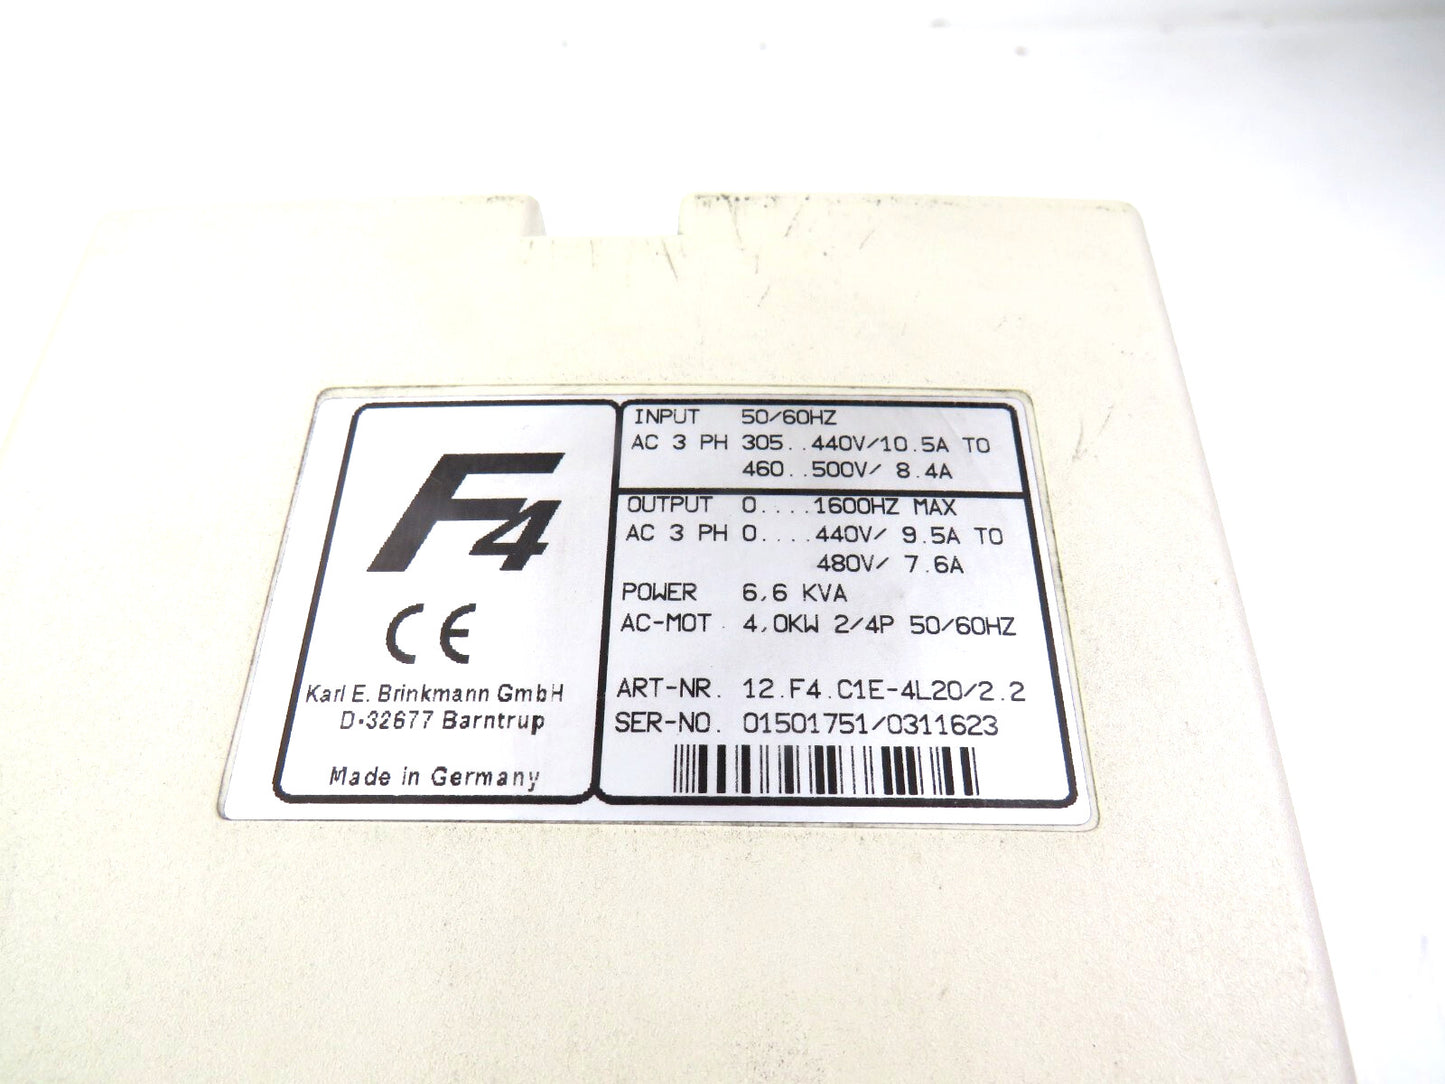 F4
CE
Karl E. Brinkmann GmbH
D-32677 Barntrup
Made in Germany
INPUT 50/60HZ
AC 3 PH 305..440V/10.5A TO
460..500V/ 8.4A
OUTPUT 0....1600HZ MAX
AC 3 PH 0....440V/ 9.5A TO
480V/ 7.6A
POWER 6,6 KVA
AC-MOT. 4,0KW 2/4P 50/60HZ
ART-NR. 12.F4.C1E-4L20/2.2
SER-NO. 01501751/0311623